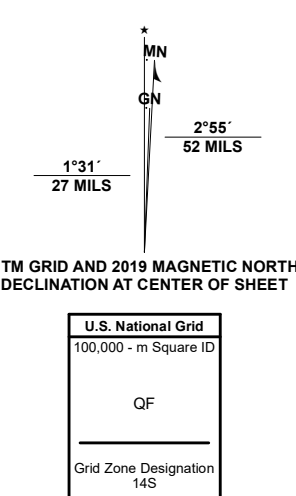 ★
MN
GN
2°55´
52 MILS
1°31´
27 MILS
TM GRID AND 2019 MAGNETIC NORTH
DECLINATION AT CENTER OF SHEET
U.S. National Grid
100,000 - m Square ID
QF
Grid Zone Designation
14S